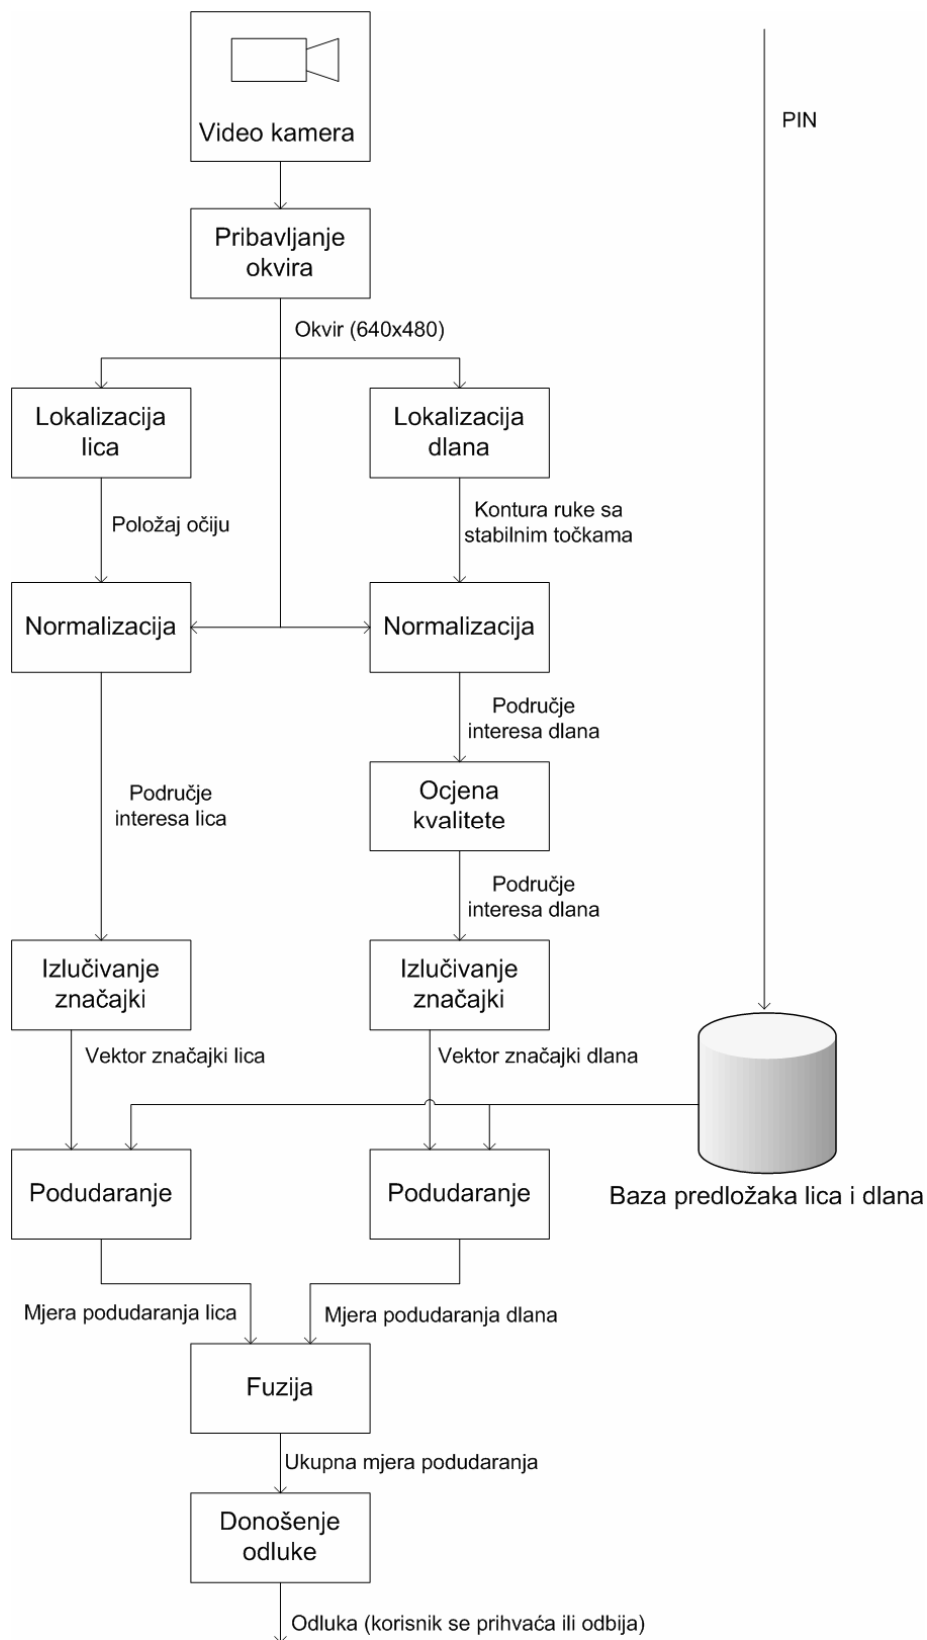 Video kamera
PIN
Pribavljanje
okvira
Okvir (640x480)
Lokalizacija
lica
Lokalizacija
dlana
Položaj očiju
Kontura ruke sa
stabilnim točkama
Normalizacija
Normalizacija
Područje
interesa dlana
Područje
interesa lica
Ocjena
kvalitete
Područje
interesa dlana
Izlučivanje
značajki
Izlučivanje
značajki
Vektor značajki lica
Vektor značajki dlana
Podudaranje
Podudaranje
Baza predložaka lica i dlana
Mjera podudaranja lica
Mjera podudaranja dlana
Fuzija
Ukupna mjera podudaranja
Donošenje
odluke
Odluka (korisnik se prihvaća ili odbija)